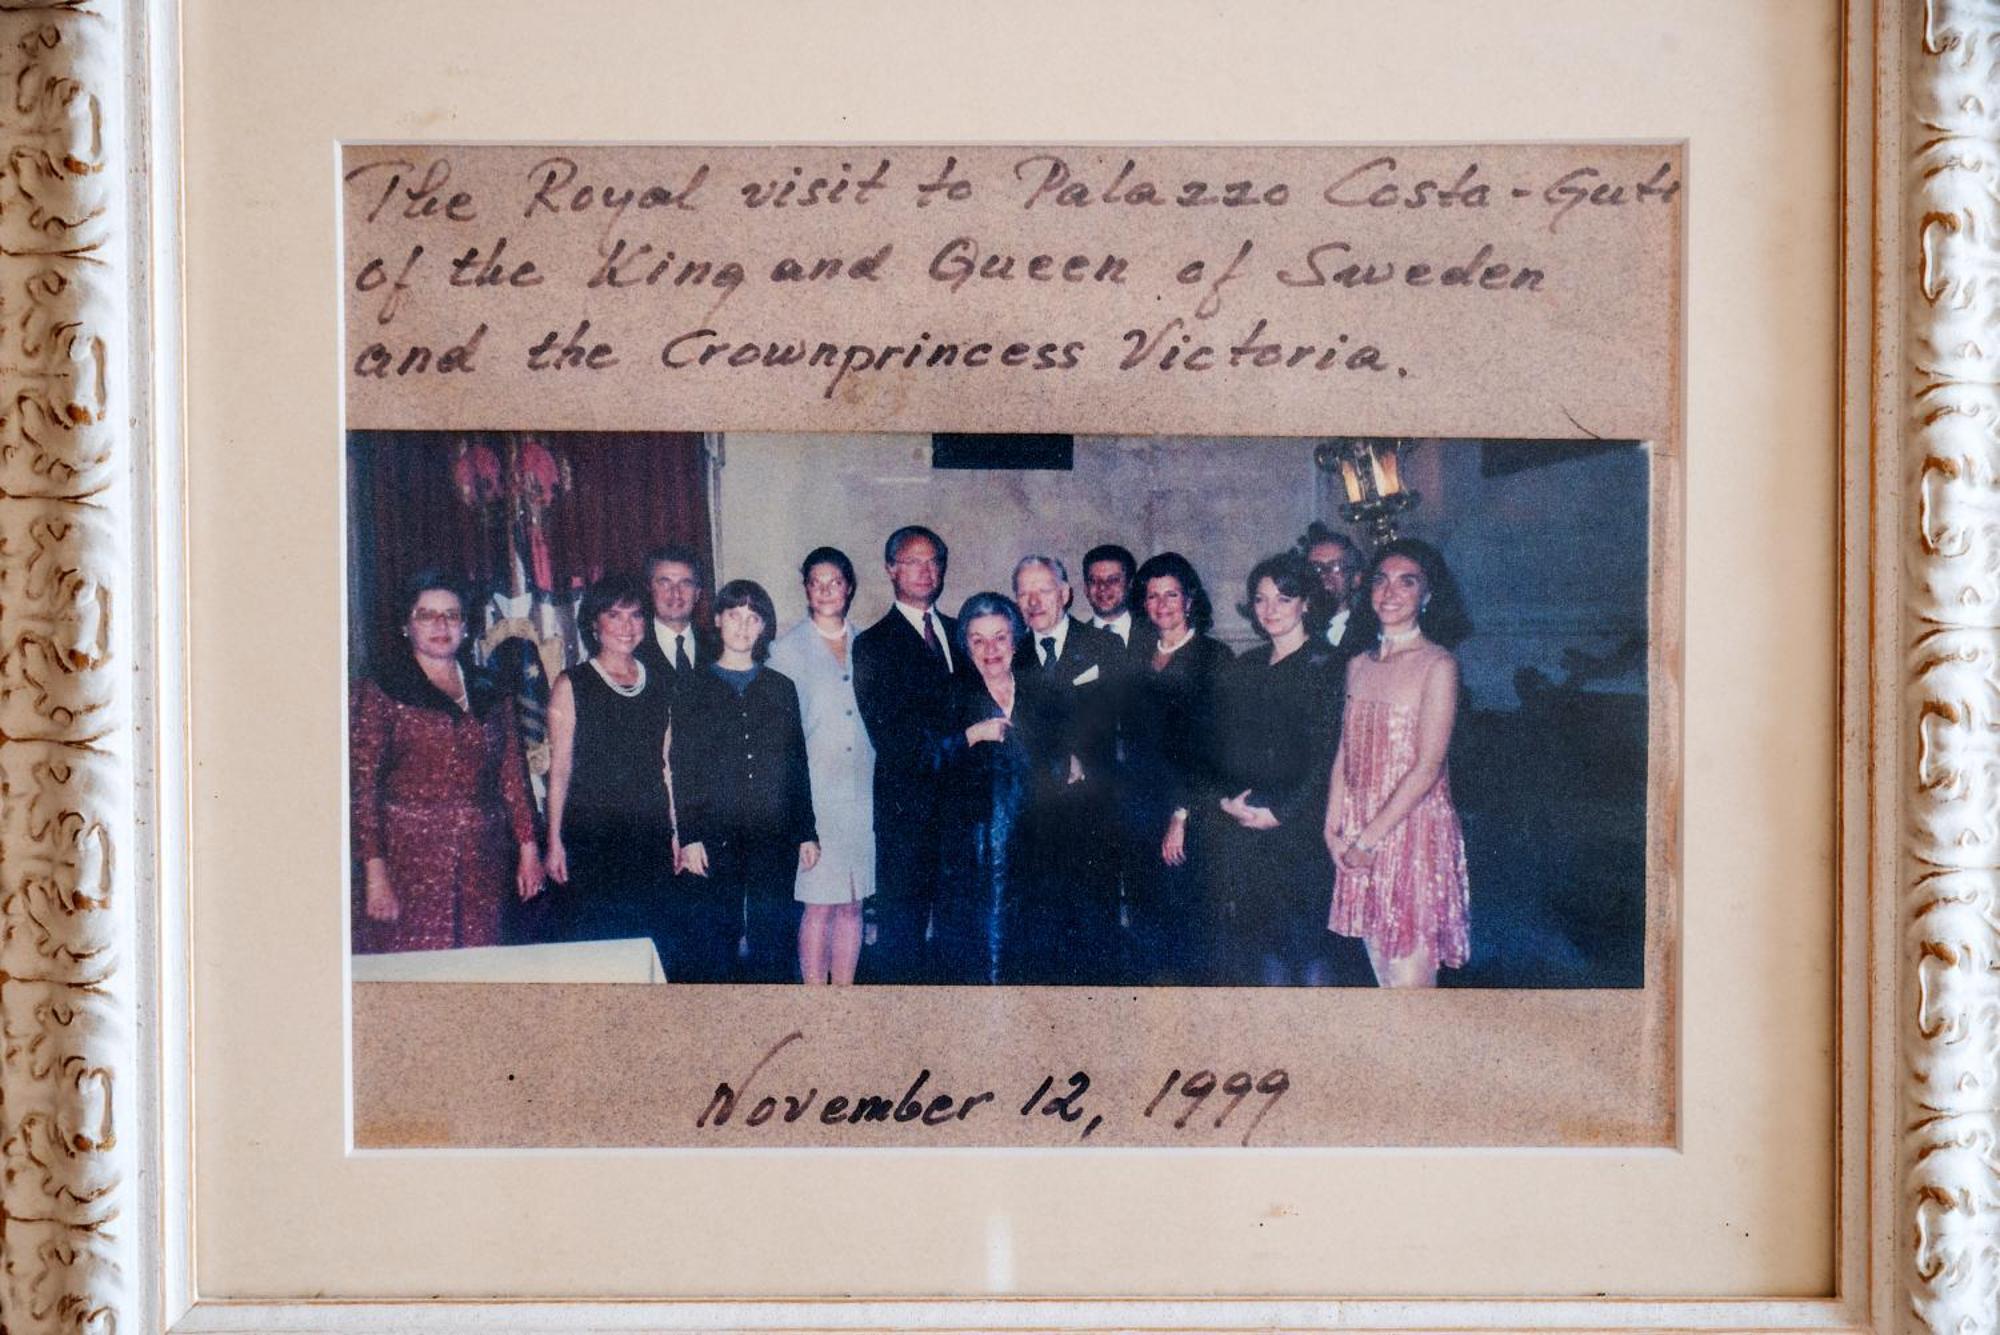 The Royal visit to Palazzo Costa-Guti
of the King and Queen of Sweden
and the Crownprincess Victoria.
November 12, 1999